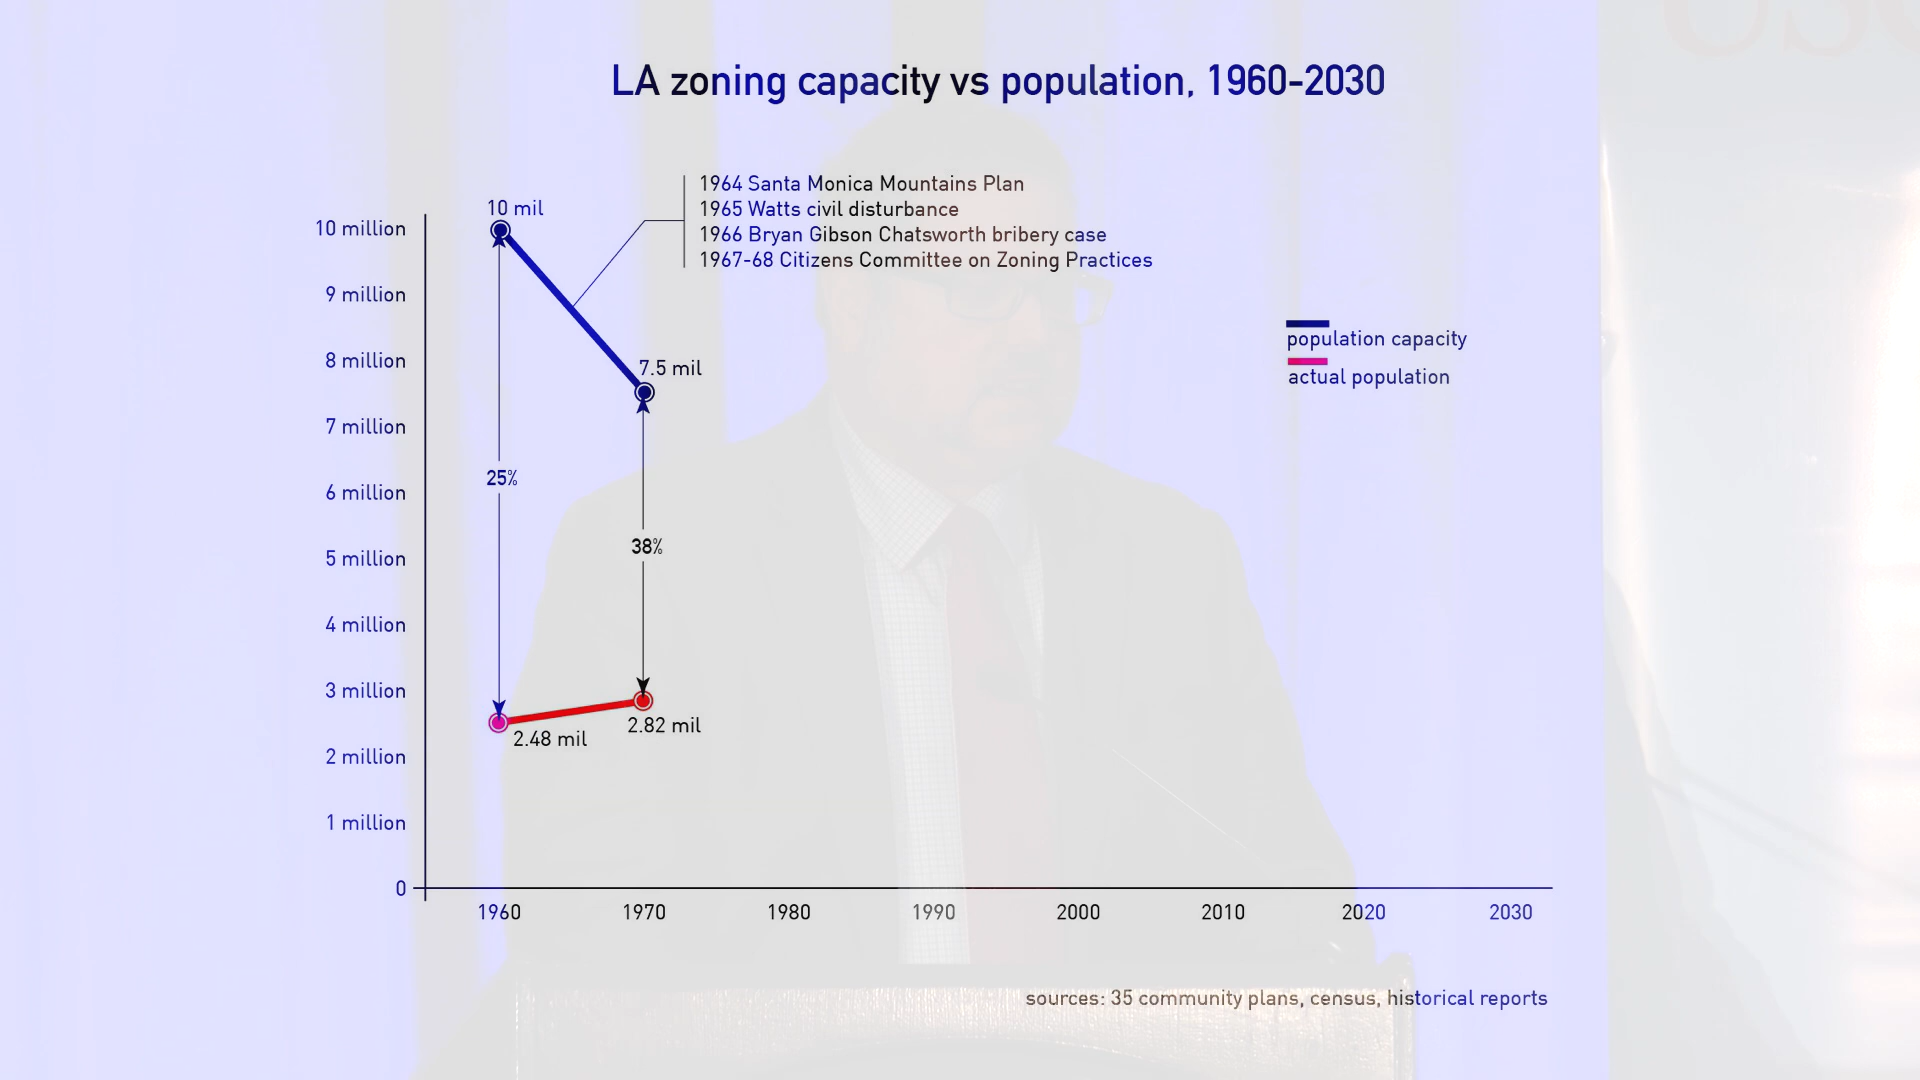 LA zoning capacity vs population, 1960-2030
1964 Santa Monica Mountains Plan
1965 Watts civil disturbance
1966 Bryan Gibson Chatsworth bribery case
1967-68 Citizens Committee on Zoning Practices
10 mil
10 million
9 million
8 million
7 million
6 million
5 million
4 million
3 million
2 million
1 million
0
population capacity
actual population
7.5 mil
25%
38%
2.48 mil
2.82 mil
1960 1970 1980 1990 2000 2010 2020 2030
sources: 35 community plans, census, historical reports